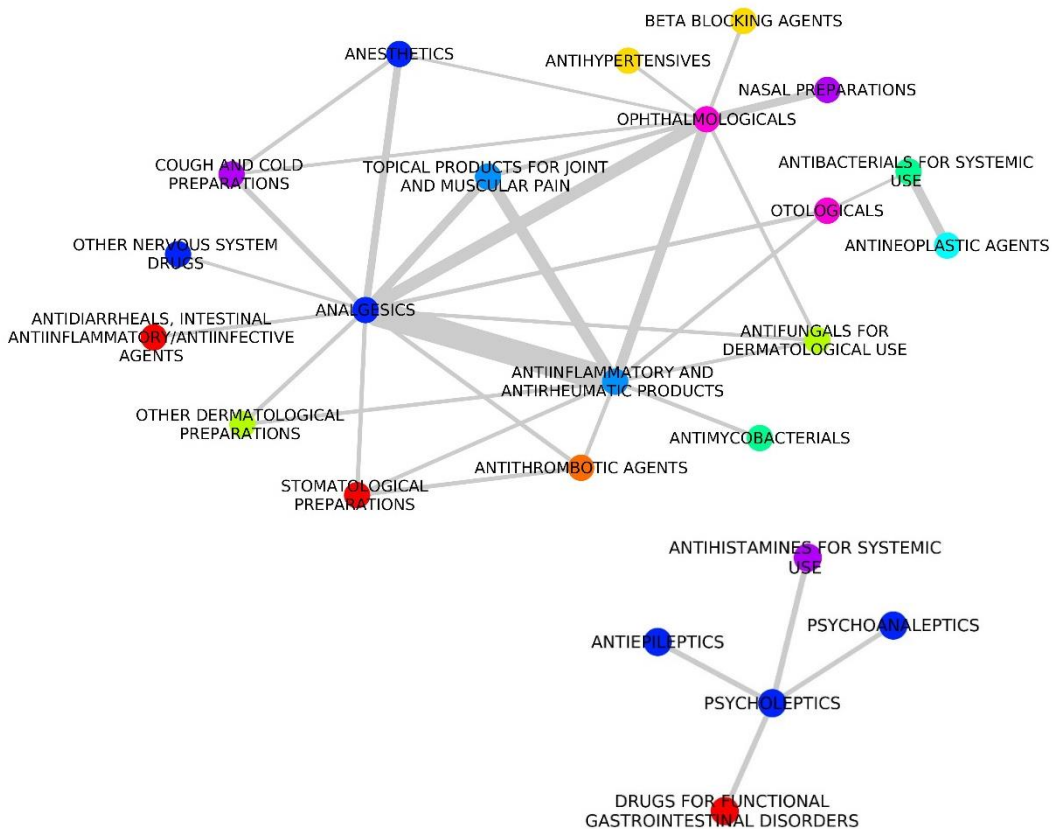 BETA BLOCKING AGENTS
ANESTHETICS
ANTIHYPERTENSIVES
NASAL PREPARATIONS
OPHTHALMOLOGICALS
COUGH AND COLD
PREPARATIONS
TOPICAL PRODUCTS FOR JOINT
AND MUSCULAR PAIN
ANTIBACTERIALS FOR SYSTEMIC
USE
OTOLOGICALS
OTHER NERVOUS SYSTEM
DRUGS
ANTINEOPLASTIC AGENTS
ANALGESICS
ANTIDIARRHEALS, INTESTINAL
ANTIINFLAMMATORY/ANTIINFECTIVE
AGENTS
ANTIFUNGALS FOR
DERMATOLOGICAL USE
ANTIINFLAMMATORY AND
ANTIRHEUMATIC PRODUCTS
OTHER DERMATOLOGICAL
PREPARATIONS
ANTIMYCOBACTERIALS
ANTITHROMBOTIC AGENTS
STOMATOLOGICAL
PREPARATIONS
ANTIHISTAMINES FOR SYSTEMIC
USE
PSYCHOANALEPTICS
ANTIEPILEPTICS
PSYCHOLEPTICS
DRUGS FOR FUNCTIONAL
GASTROINTESTINAL DISORDERS